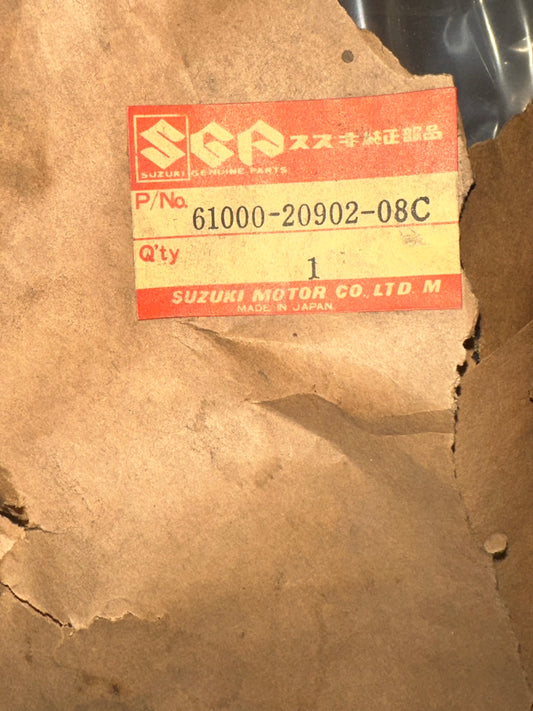 SGP スズキ純正部品
SUZUKI GENUINE PARTS
P/No. 61000-20902-08C
Q'ty 1
SUZUKI MOTOR CO., LTD. M
MADE IN JAPAN